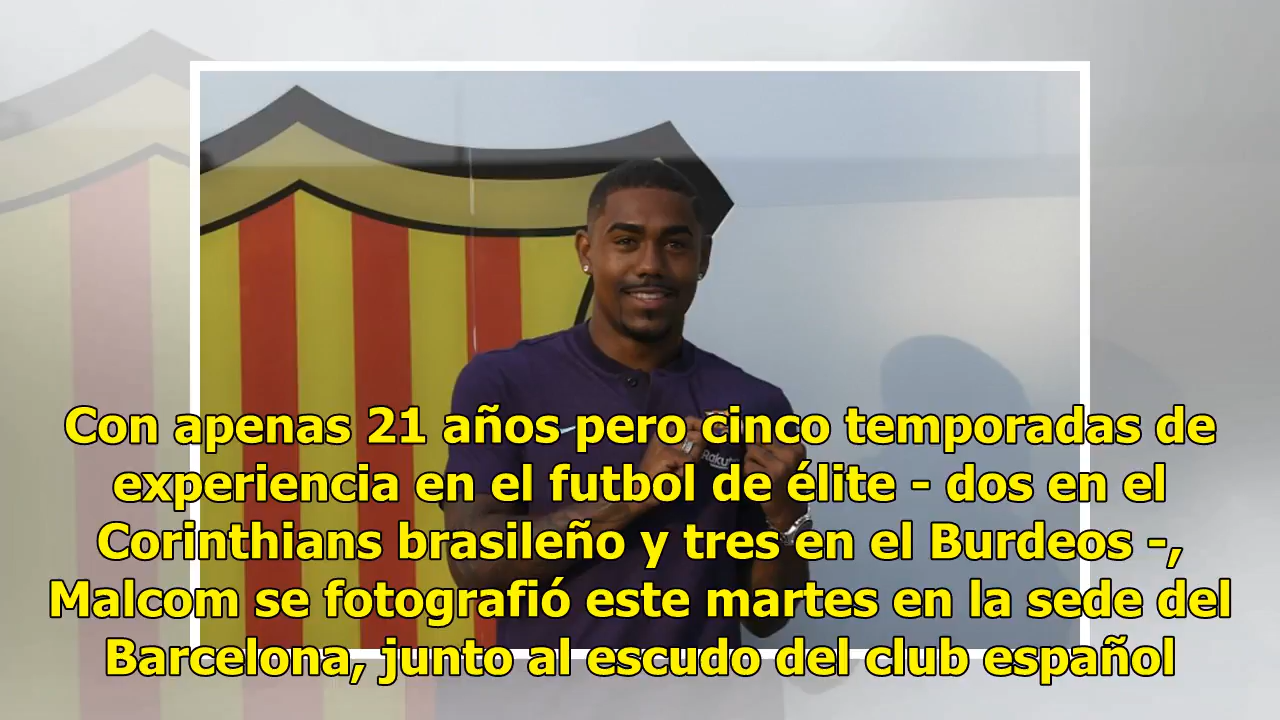 Con apenas 21 años pero cinco temporadas de
experiencia en el futbol de élite - dos en el
Corinthians brasileño y tres en el Burdeos -,
Malcom se fotografió este martes en la sede del
Barcelona, junto al escudo del club español
Rakuten